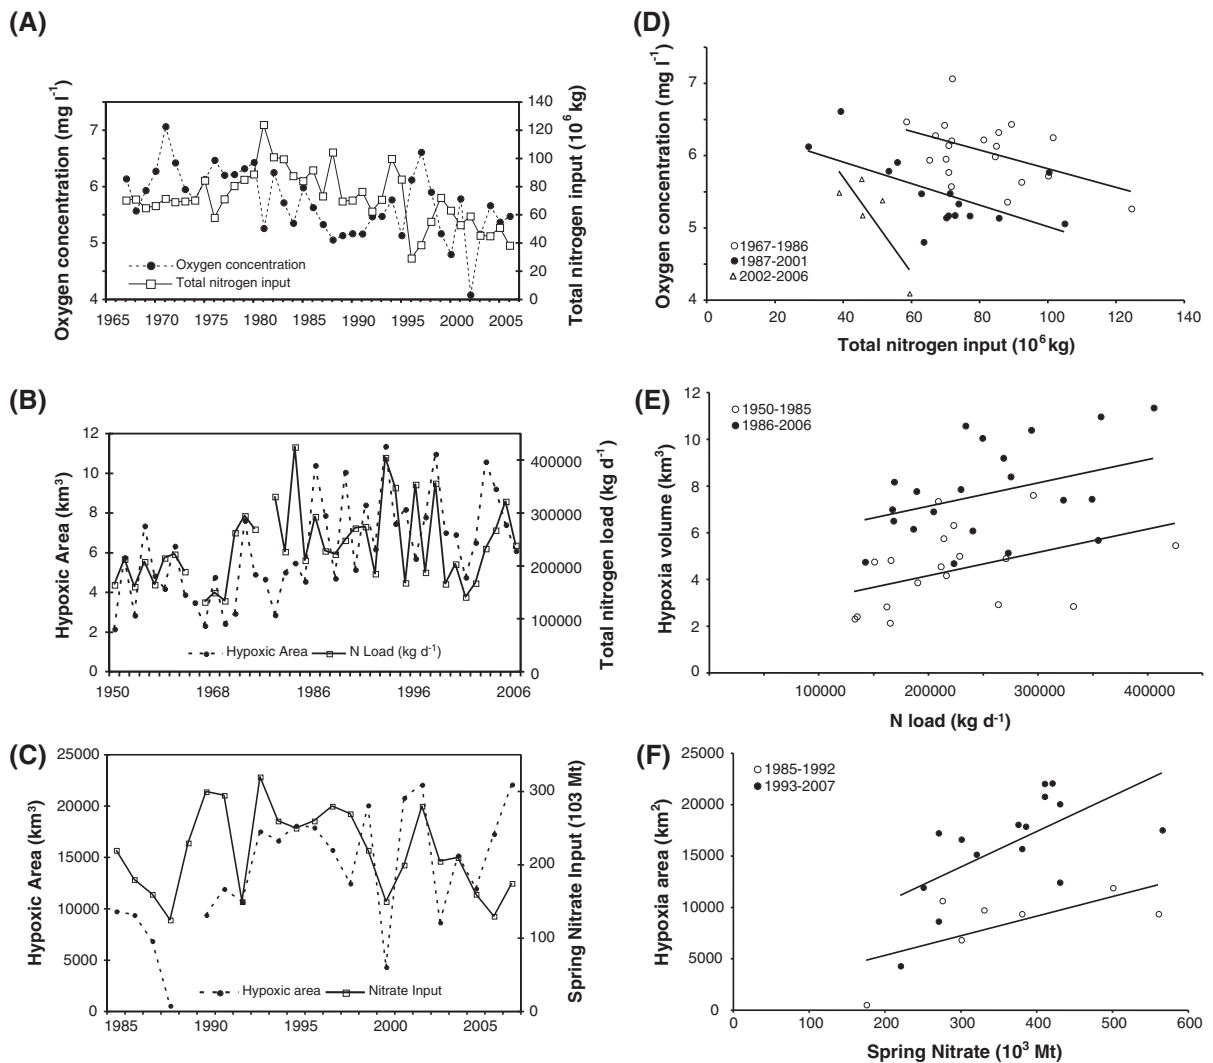 (A)
Oxygen concentration (mg l-1)
7
6
5
4
140
120
100
80
60
40
20
0
Total nitrogen input (10⁶ kg)
Oxygen concentration
Total nitrogen input
1965 1970 1975 1980 1985 1990 1995 2000 2005
(D)
Oxygen concentration (mg l-1)
7
6
5
4
1967-1986
1987-2001
2002-2006
0 20 40 60 80 100 120 140
Total nitrogen input (10⁶ kg)
(B)
Hypoxic Area (km³)
12
10
8
6
4
2
0
400000
300000
200000
100000
0
Total nitrogen load (kg d-1)
Hypoxic Area
N Load (kg d-1)
1950 1968 1986 1996 2006
(E)
Hypoxia volume (km³)
12
10
8
6
4
2
0
1950-1985
1986-2006
100000 200000 300000 400000
N load (kg d-1)
(C)
Hypoxic Area (km³)
25000
20000
15000
10000
5000
0
300
200
100
0
Spring Nitrate Input (103 Mt)
Hypoxic area
Nitrate Input
1985 1990 1995 2000 2005
(F)
Hypoxia area (km²)
25000
20000
15000
10000
5000
0
1985-1992
1993-2007
0 100 200 300 400 500 600
Spring Nitrate (10³ Mt)